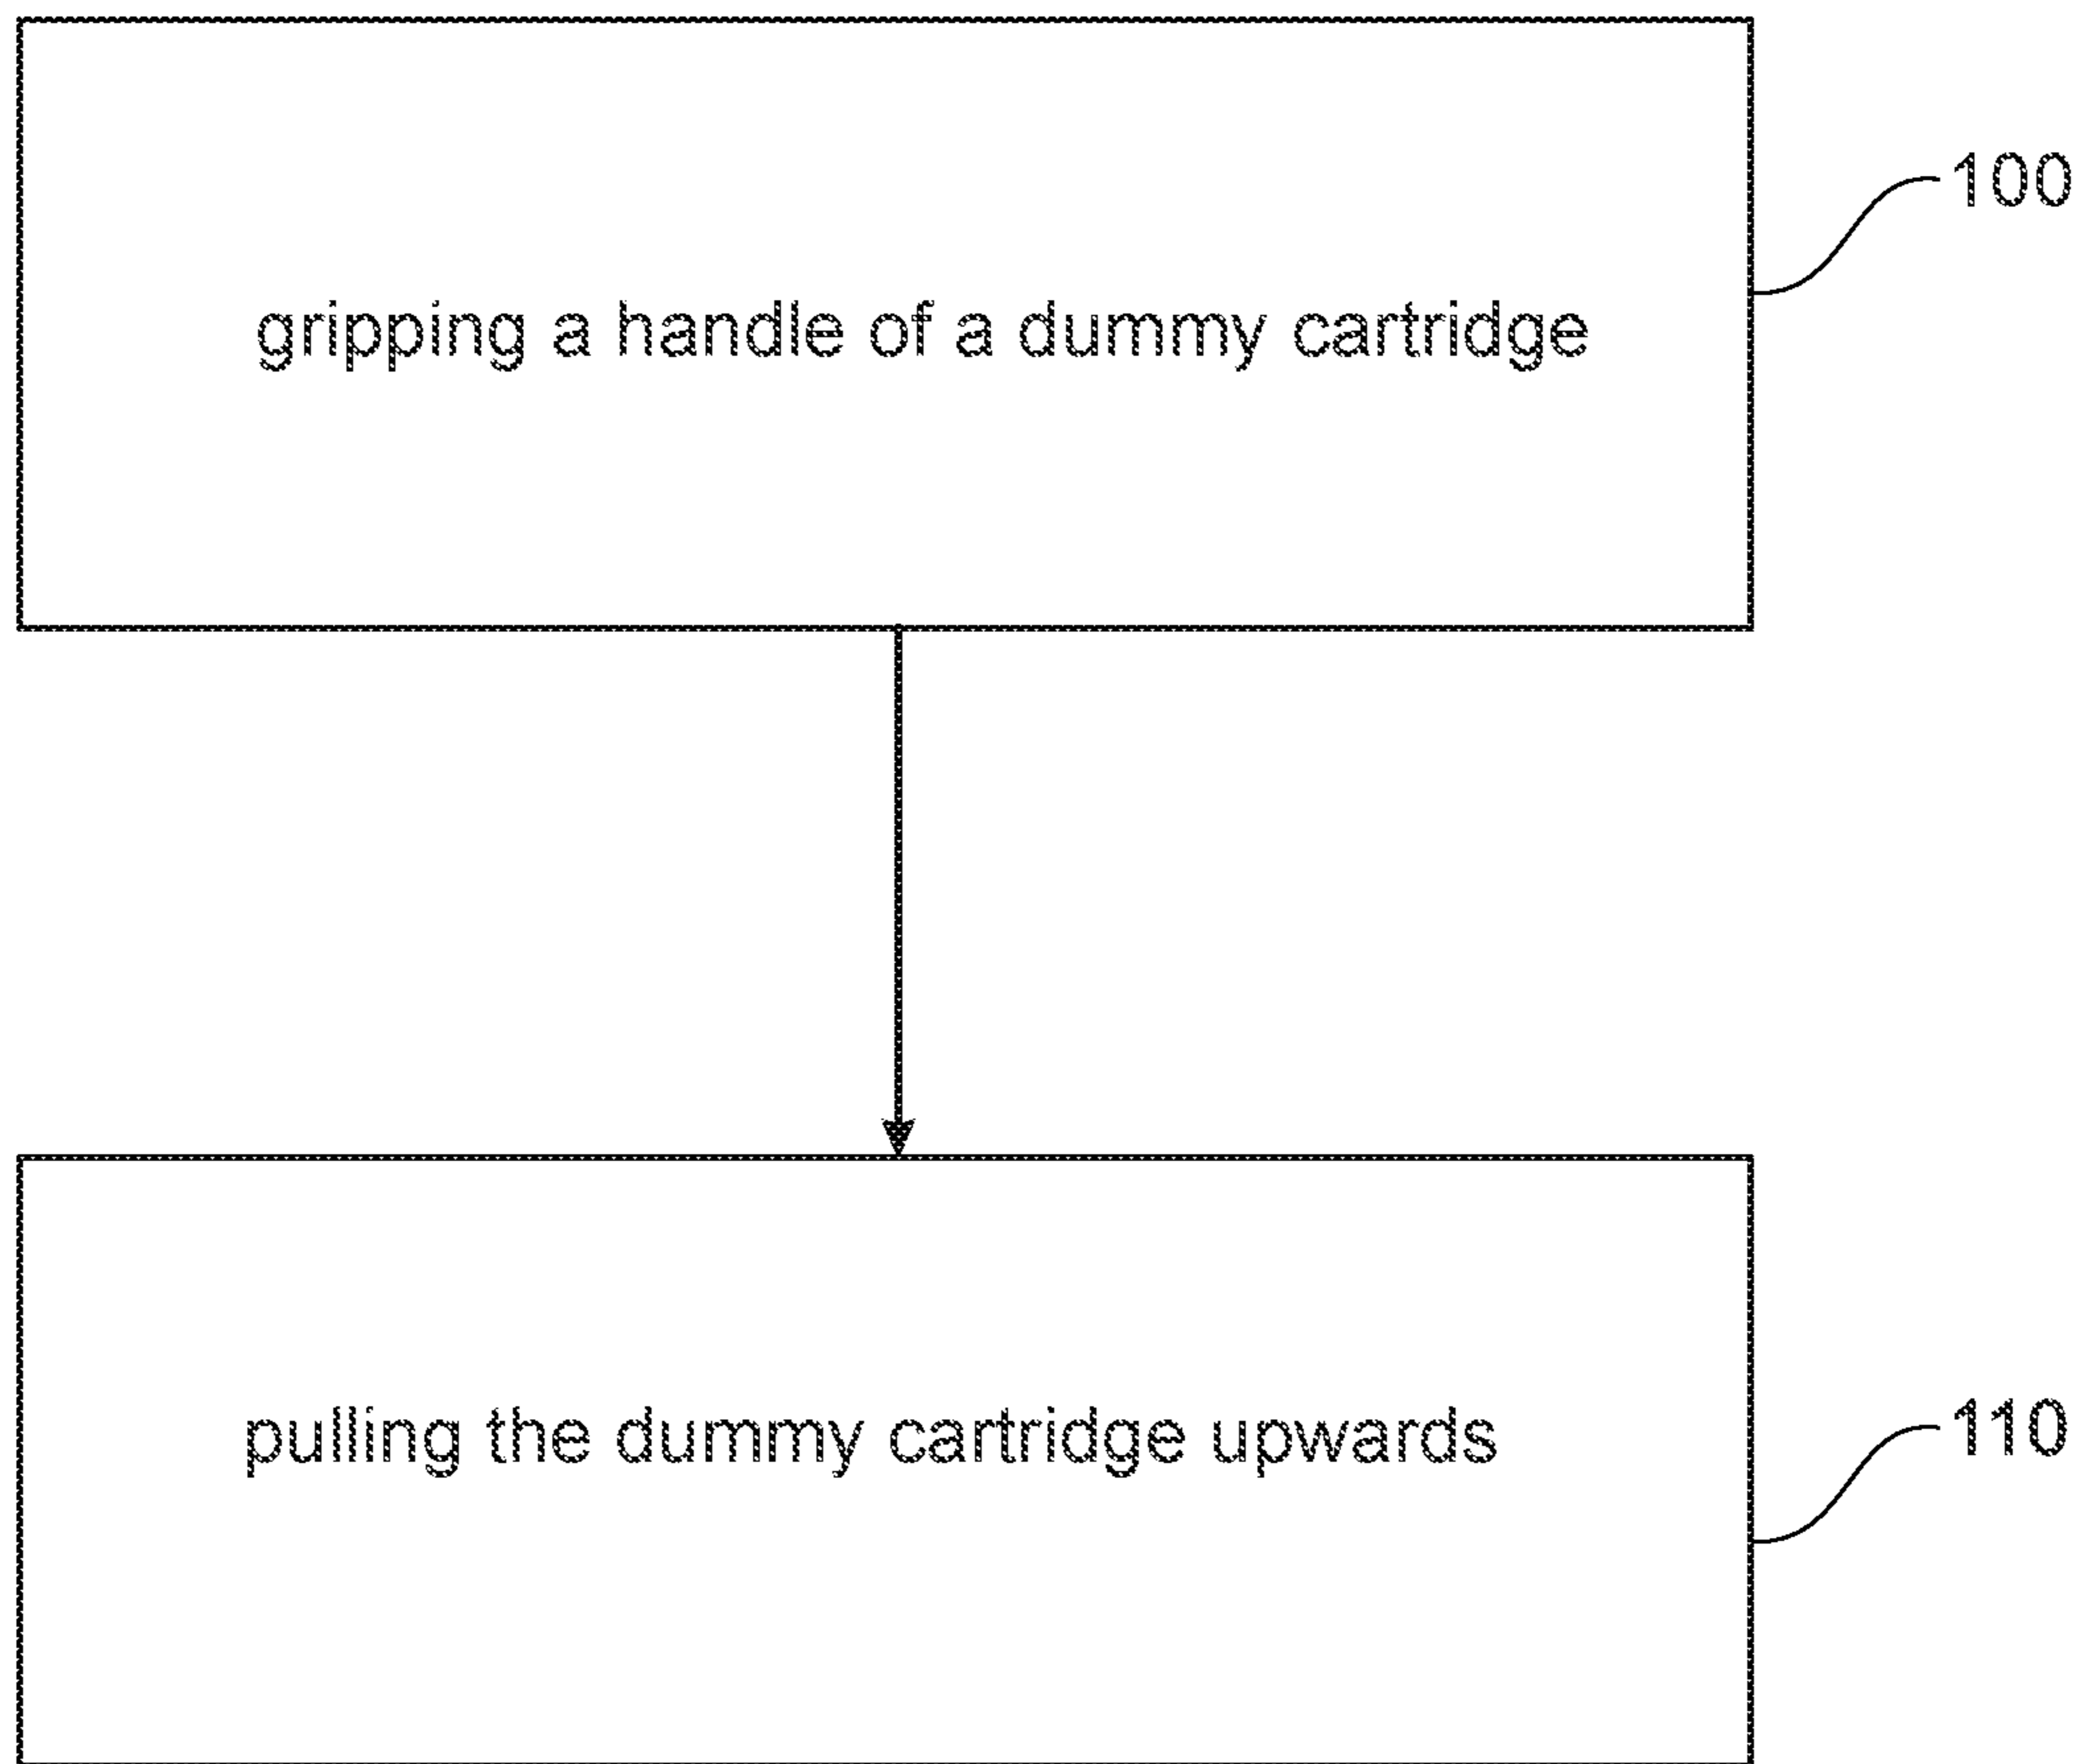 100
gripping a handle of a dummy cartridge
pulling the dummy cartridge upwards
110